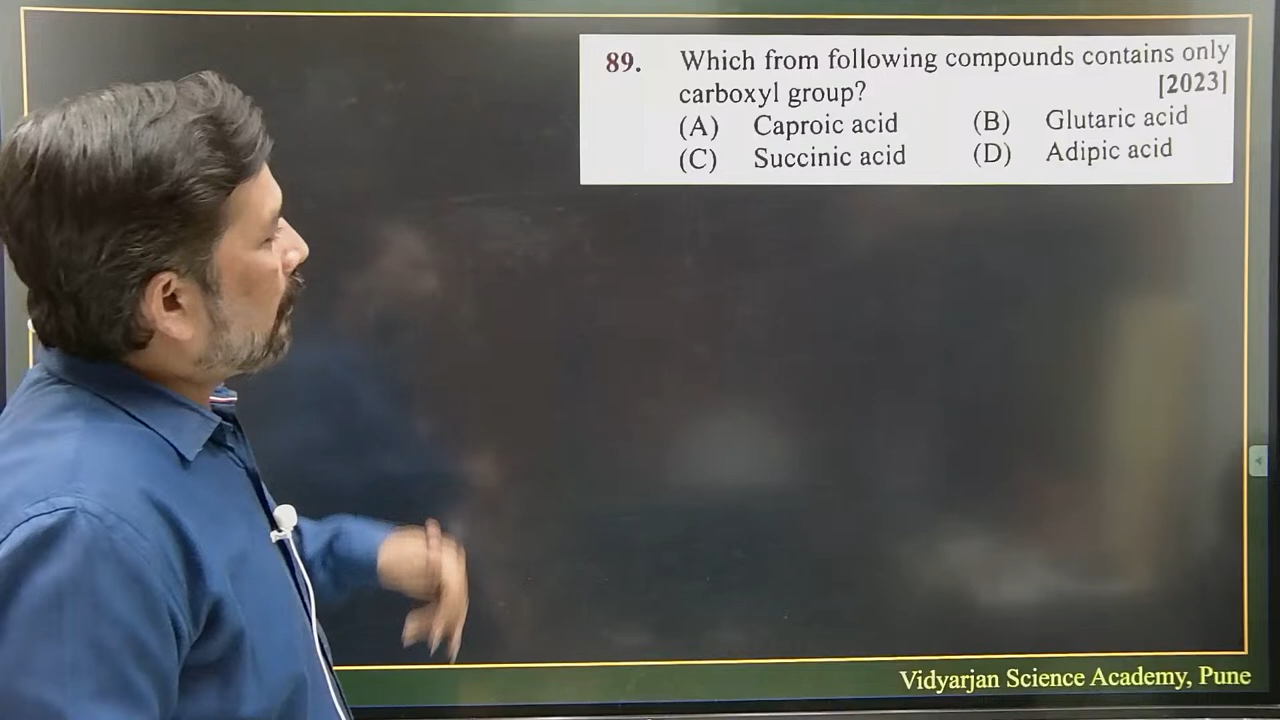 89. Which from following compounds contains only
carboxyl group? [2023]
(A) Caproic acid (B) Glutaric acid
(C) Succinic acid (D) Adipic acid
Vidyarjan Science Academy, Pune